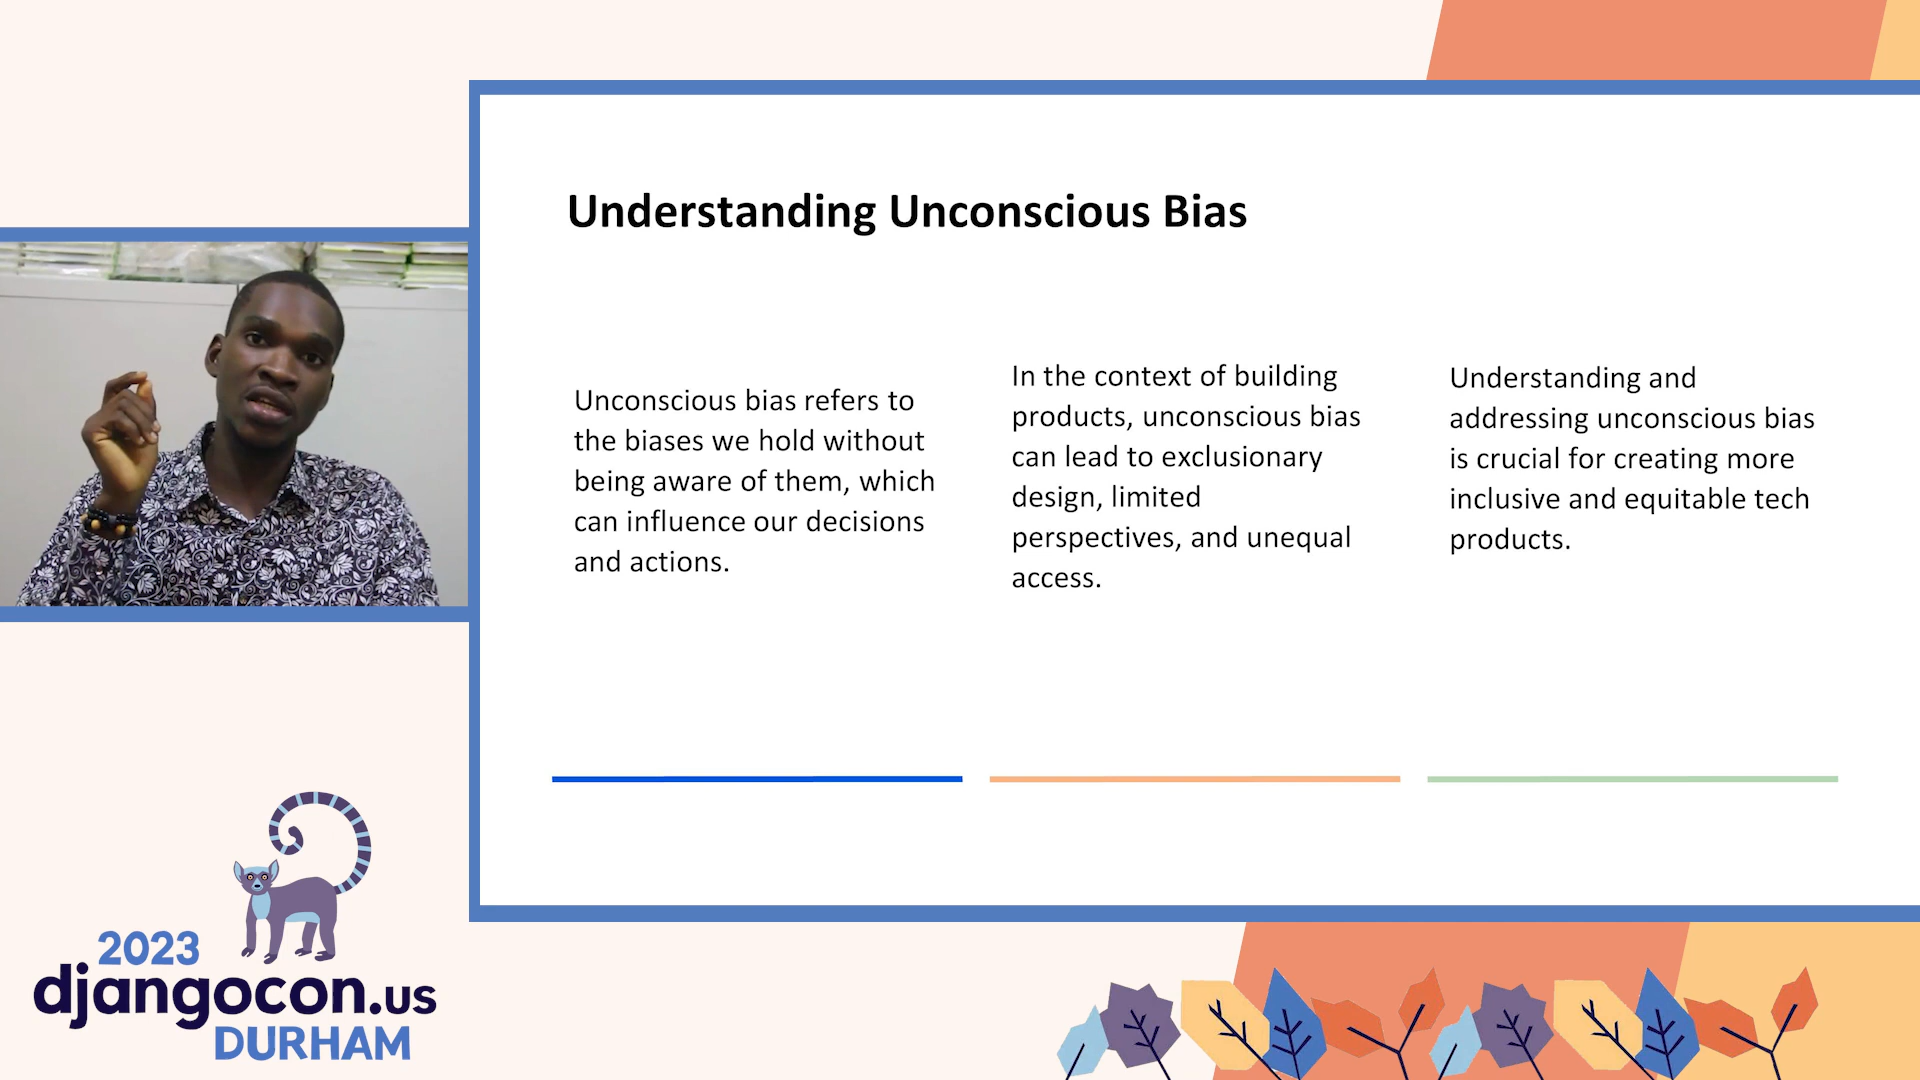 Understanding Unconscious Bias
Unconscious bias refers to
the biases we hold without
being aware of them, which
can influence our decisions
and actions.
In the context of building
products, unconscious bias
can lead to exclusionary
design, limited
perspectives, and unequal
access.
Understanding and
addressing unconscious bias
is crucial for creating more
inclusive and equitable tech
products.
2023
djangocon.us
DURHAM